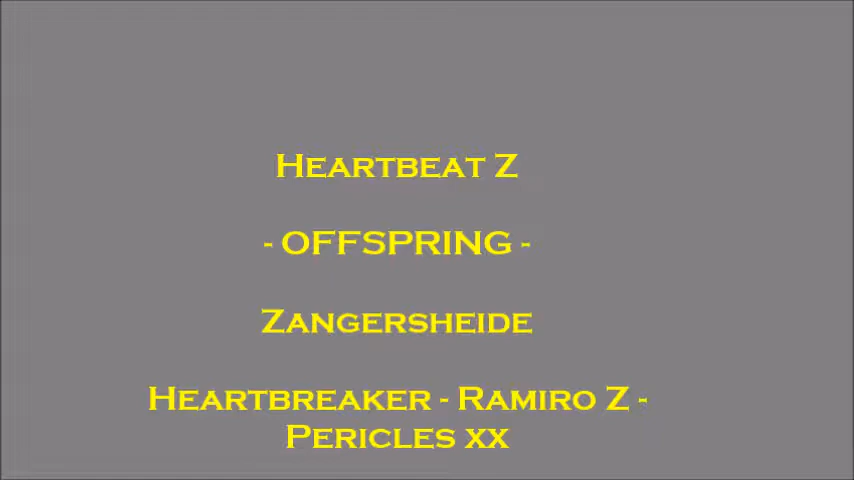 Heartbeat Z
- OFFSPRING -
Zangersheide
Heartbreaker - Ramiro Z -
Pericles xx